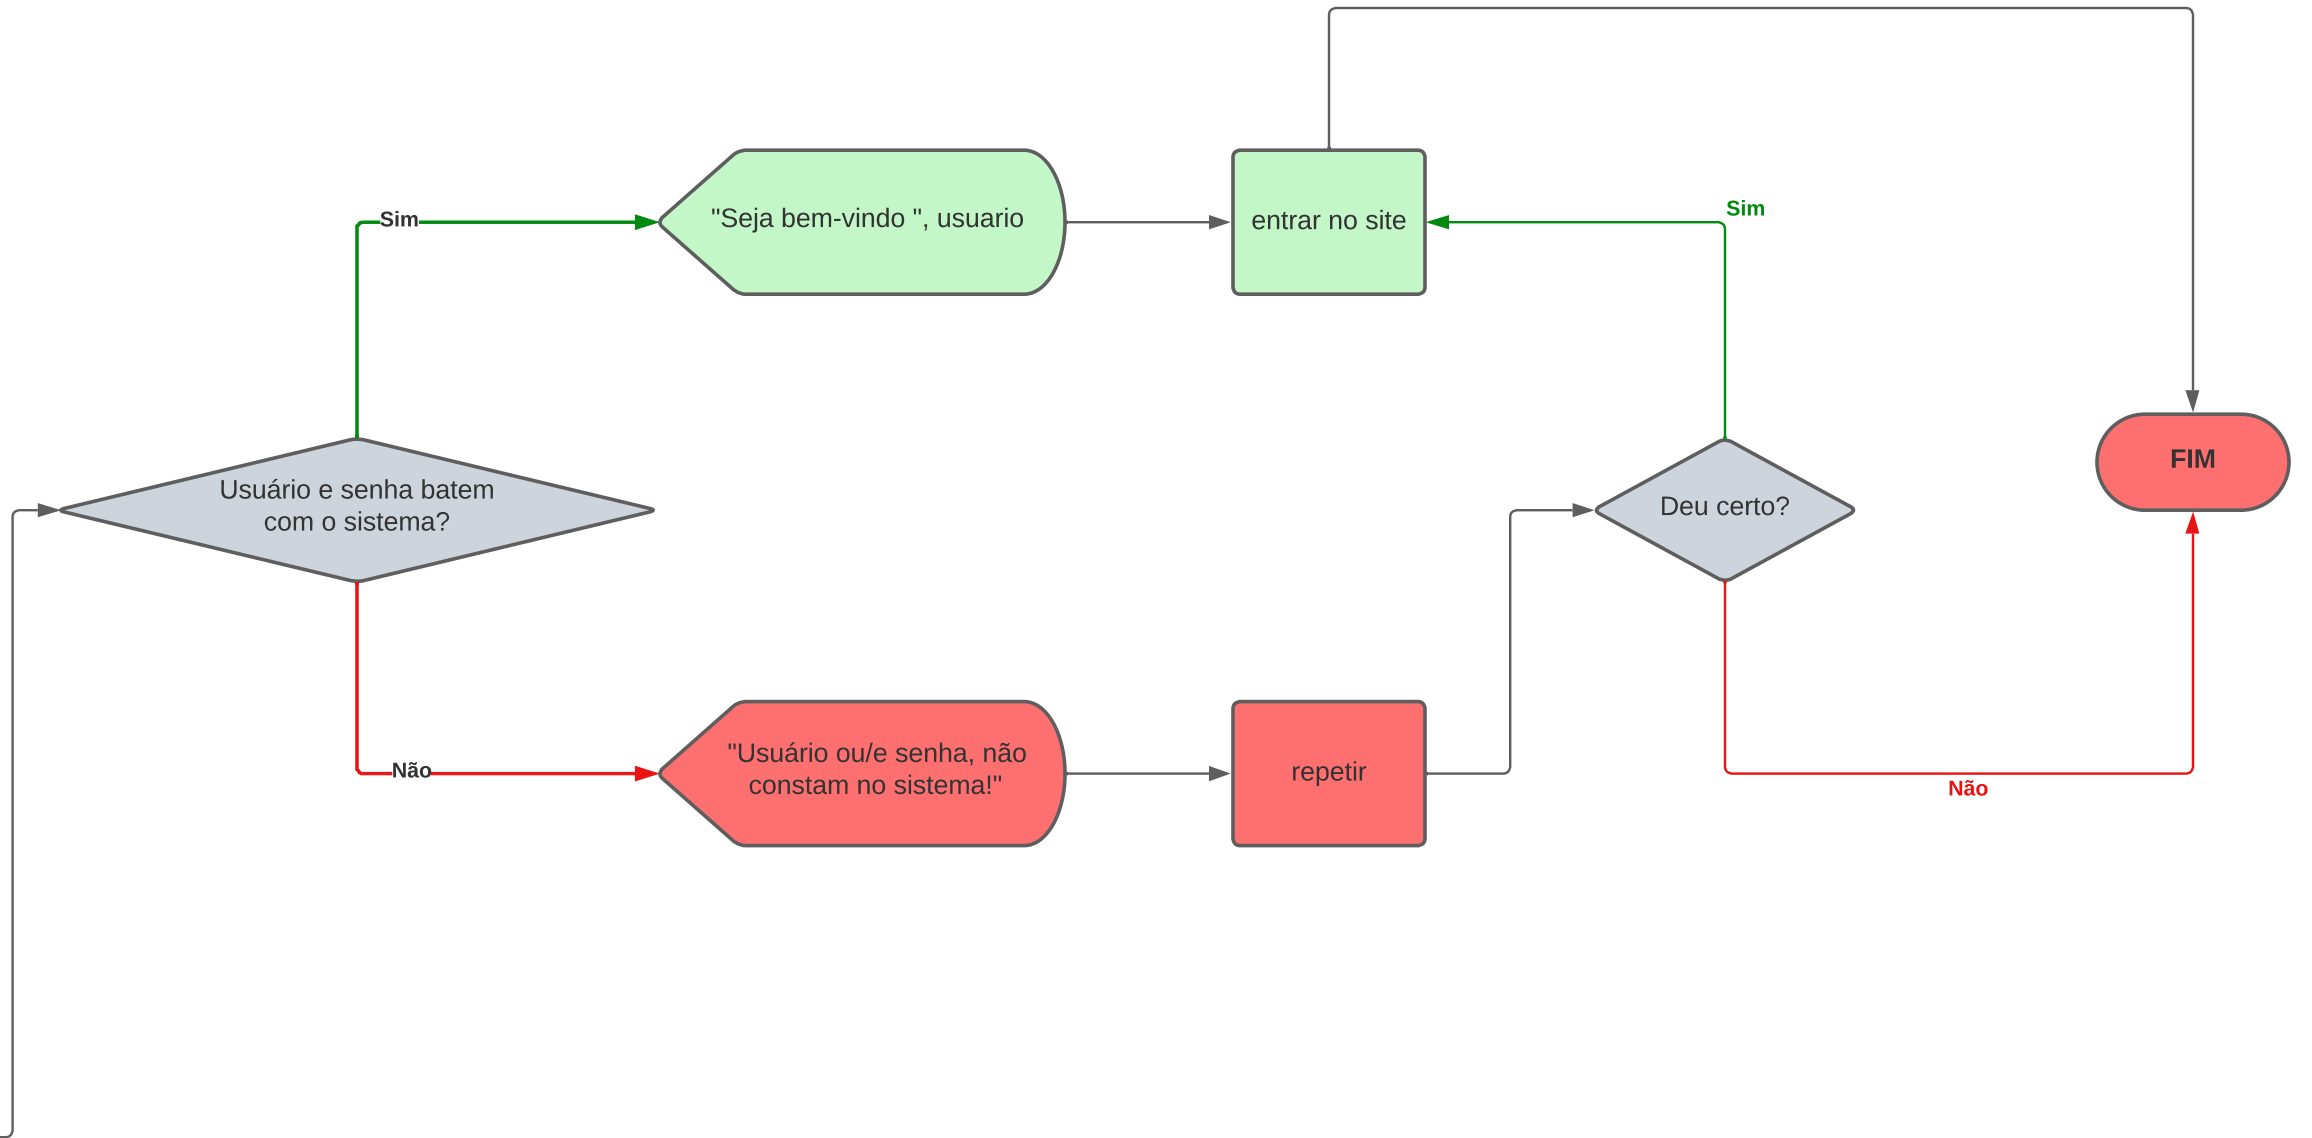 Sim
"Seja bem-vindo ", usuario
entrar no site
Sim
Usuário e senha batem
com o sistema?
Deu certo?
FIM
Não
"Usuário ou/e senha, não
constam no sistema!"
repetir
Não